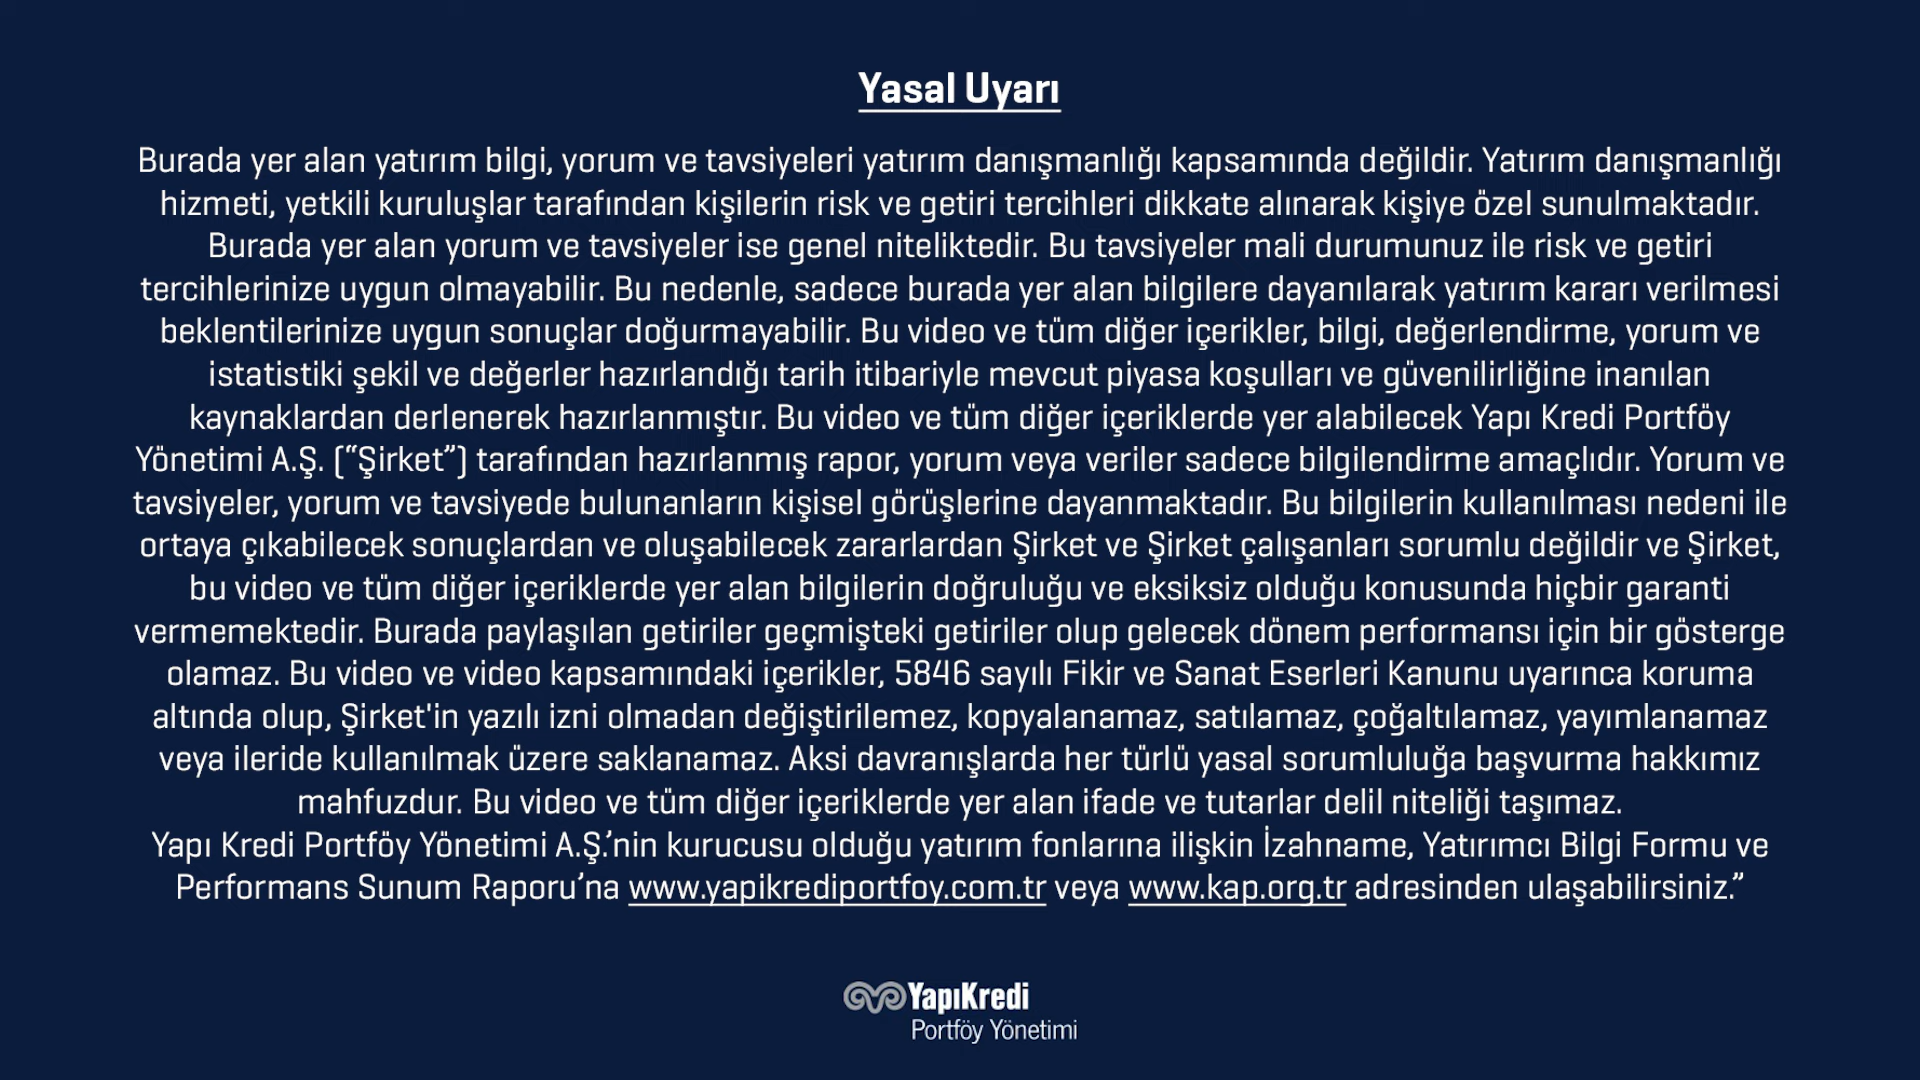 Yasal Uyarı
Burada yer alan yatırım bilgi, yorum ve tavsiyeleri yatırım danışmanlığı kapsamında değildir. Yatırım danışmanlığı
hizmeti, yetkili kuruluşlar tarafından kişilerin risk ve getiri tercihleri dikkate alınarak kişiye özel sunulmaktadır.
Burada yer alan yorum ve tavsiyeler ise genel niteliktedir. Bu tavsiyeler mali durumunuz ile risk ve getiri
tercihlerinize uygun olmayabilir. Bu nedenle, sadece burada yer alan bilgilere dayanılarak yatırım kararı verilmesi
beklentilerinize uygun sonuçlar doğurmayabilir. Bu video ve tüm diğer içerikler, bilgi, değerlendirme, yorum ve
istatistiki şekil ve değerler hazırlandığı tarih itibariyle mevcut piyasa koşulları ve güvenilirliğine inanılan
kaynaklardan derlenerek hazırlanmıştır. Bu video ve tüm diğer içeriklerde yer alabilecek Yapı Kredi Portföy
Yönetimi A.Ş. (“Şirket”) tarafından hazırlanmış rapor, yorum veya veriler sadece bilgilendirme amaçlıdır. Yorum ve
tavsiyeler, yorum ve tavsiyede bulunanların kişisel görüşlerine dayanmaktadır. Bu bilgilerin kullanılması nedeni ile
ortaya çıkabilecek sonuçlardan ve oluşabilecek zararlardan Şirket ve Şirket çalışanları sorumlu değildir ve Şirket,
bu video ve tüm diğer içeriklerde yer alan bilgilerin doğruluğu ve eksiksiz olduğu konusunda hiçbir garanti
vermemektedir. Burada paylaşılan getiriler geçmişteki getiriler olup gelecek dönem performansı için bir gösterge
olamaz. Bu video ve video kapsamındaki içerikler, 5846 sayılı Fikir ve Sanat Eserleri Kanunu uyarınca koruma
altında olup, Şirket'in yazılı izni olmadan değiştirilemez, kopyalanamaz, satılamaz, çoğaltılamaz, yayımlanamaz
veya ileride kullanılmak üzere saklanamaz. Aksi davranışlarda her türlü yasal sorumluluğa başvurma hakkımız
mahfuzdur. Bu video ve tüm diğer içeriklerde yer alan ifade ve tutarlar delil niteliği taşımaz.
Yapı Kredi Portföy Yönetimi A.Ş.’nin kurucusu olduğu yatırım fonlarına ilişkin İzahname, Yatırımcı Bilgi Formu ve
Performans Sunum Raporu’na www.yapikrediportfoy.com.tr veya www.kap.org.tr adresinden ulaşabilirsiniz.”
YapıKredi
Portföy Yönetimi